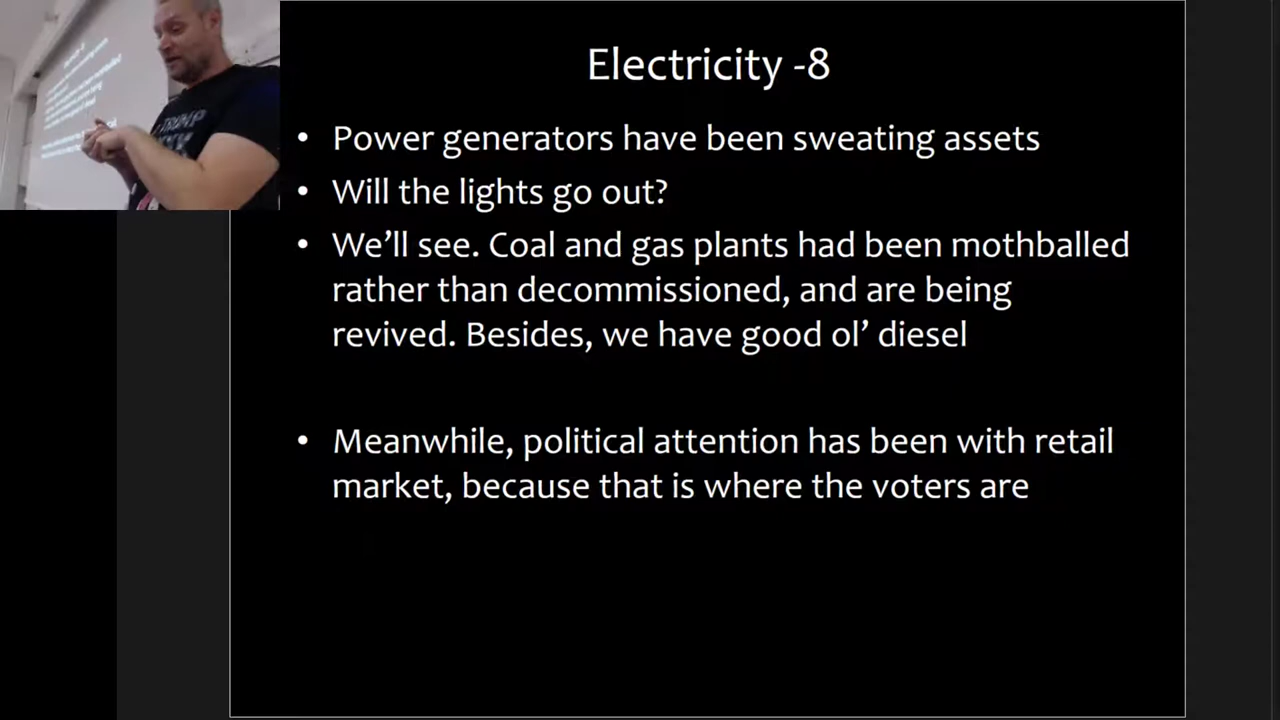 Electricity -8
• Power generators have been sweating assets
• Will the lights go out?
• We'll see. Coal and gas plants had been mothballed
rather than decommissioned, and are being
revived. Besides, we have good ol' diesel
• Meanwhile, political attention has been with retail
market, because that is where the voters are
TRUMP